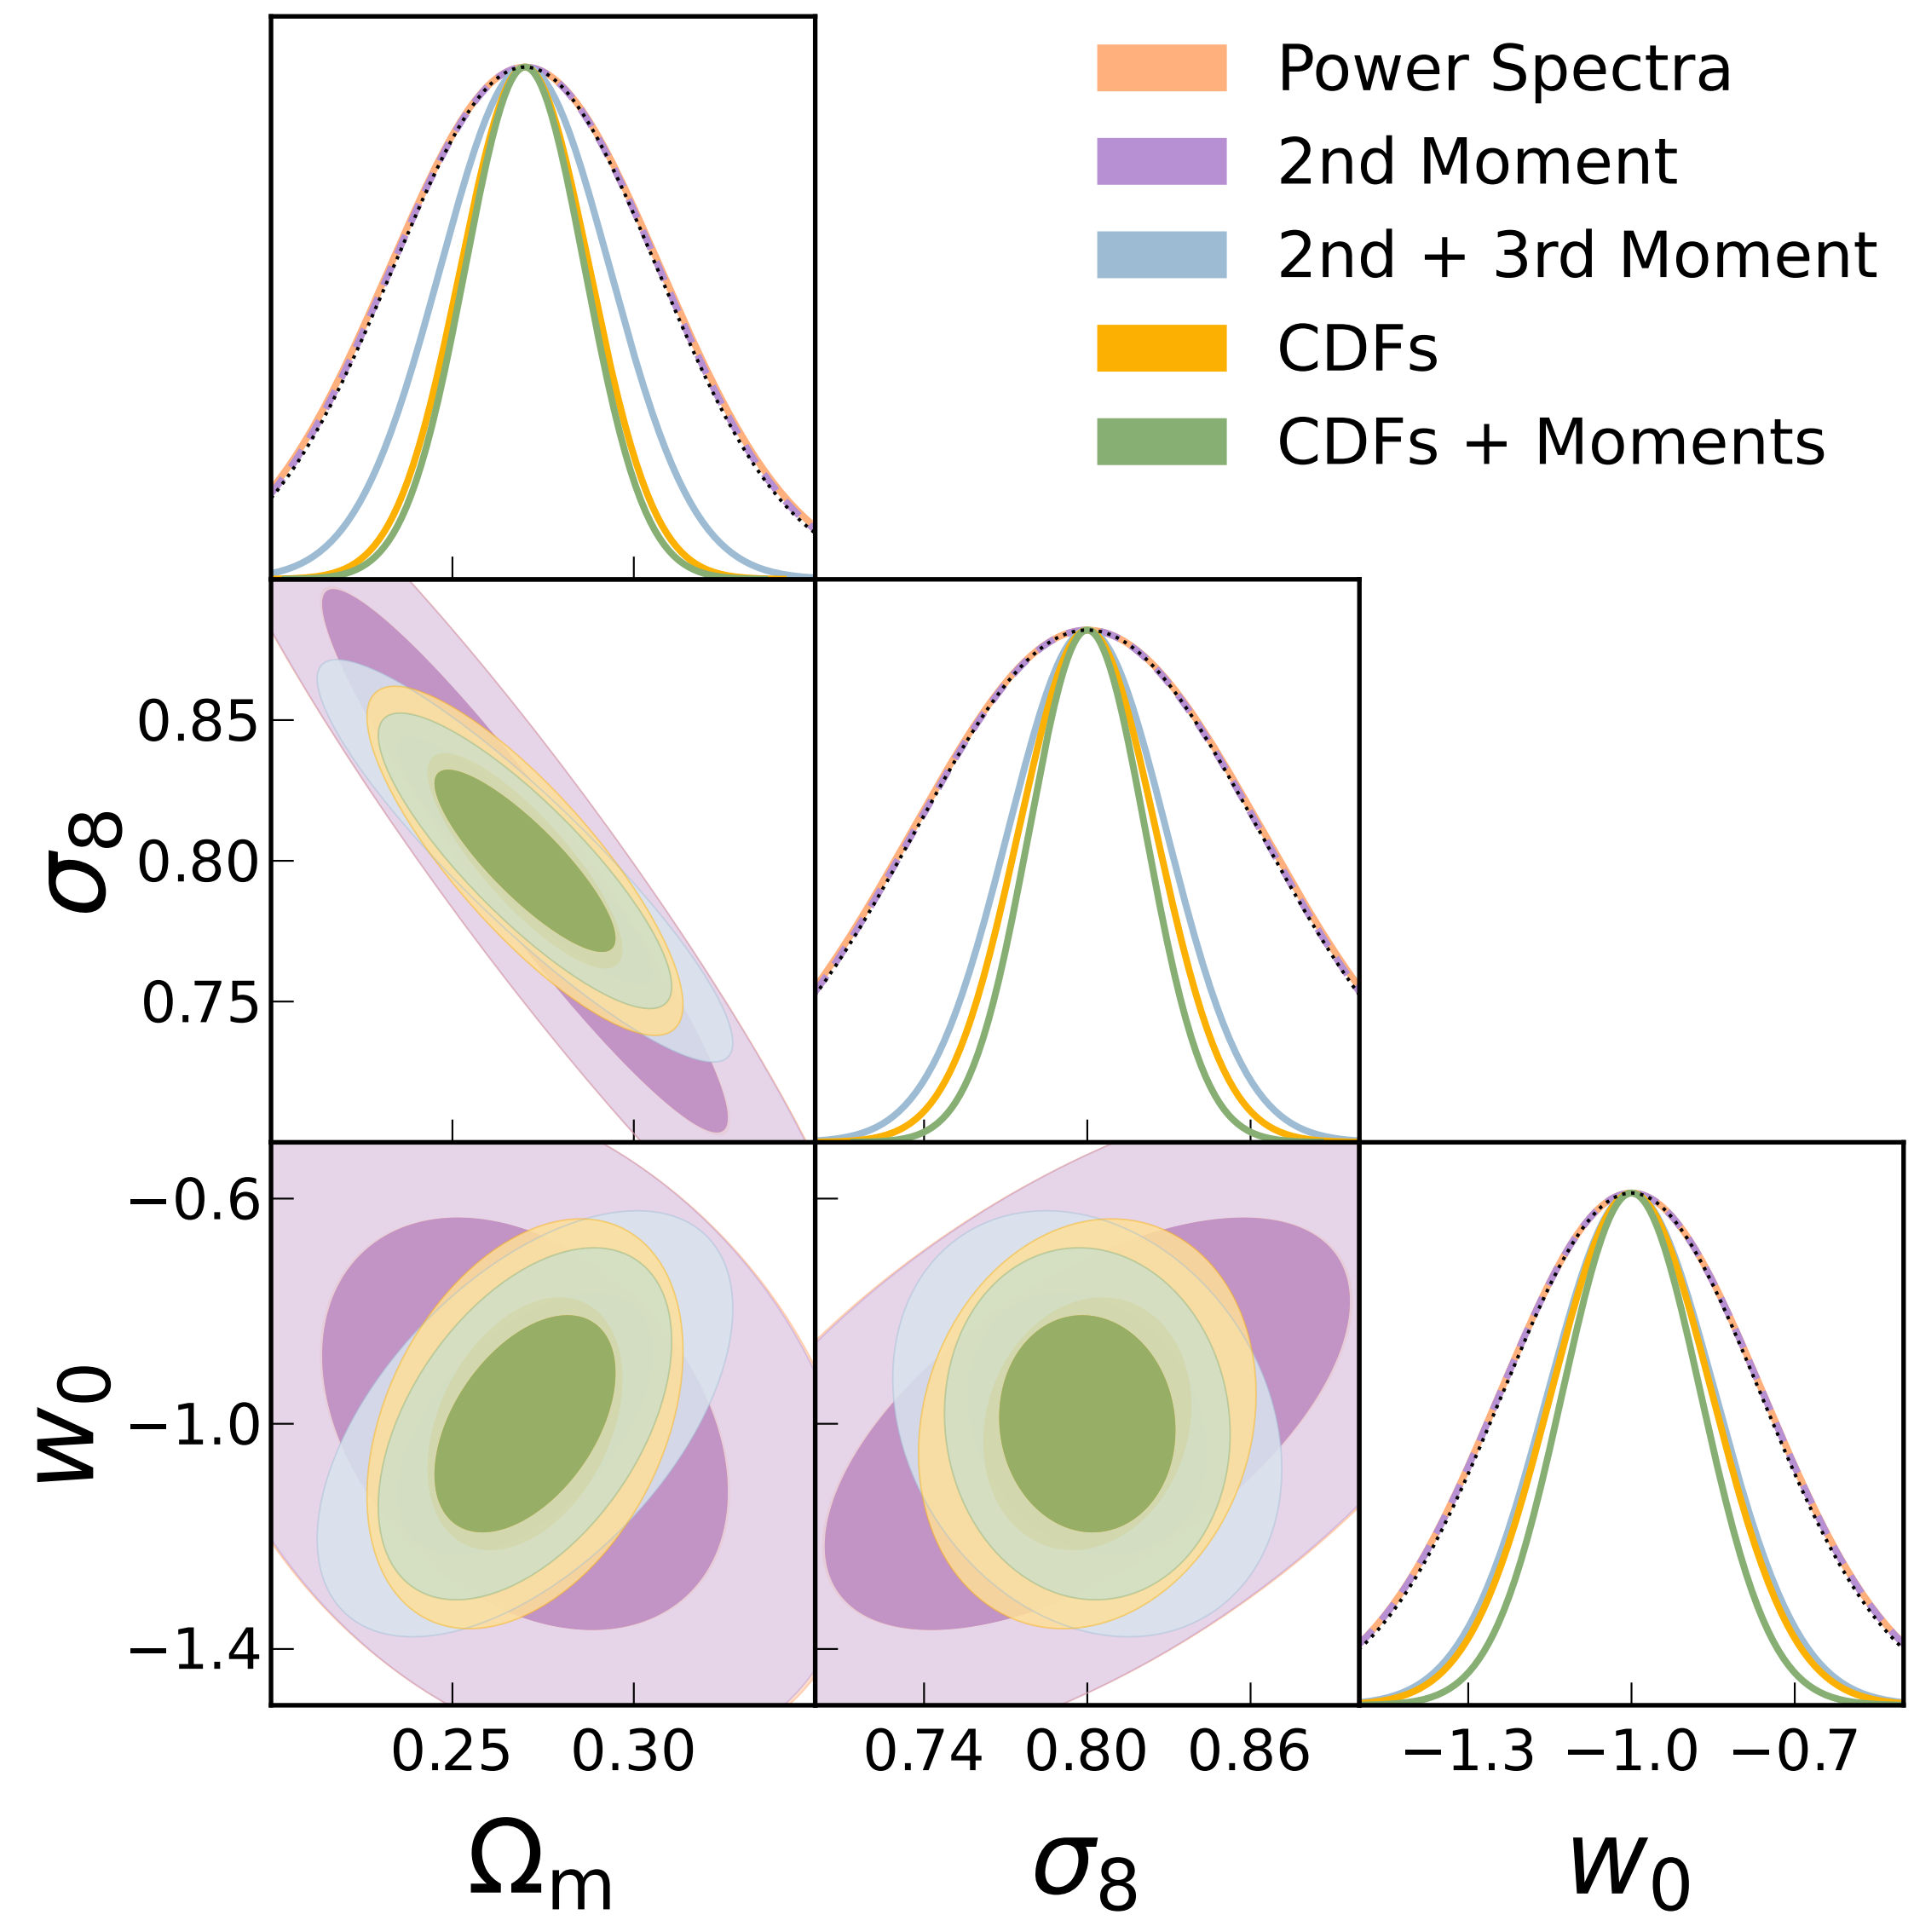 Power Spectra
2nd Moment
2nd + 3rd Moment
CDFs
CDFs + Moments
σ8
0.85
0.80
0.75
w0
−0.6
−1.0
−1.4
0.25 0.30 0.74 0.80 0.86 −1.3 −1.0 −0.7
Ωm σ8 w0